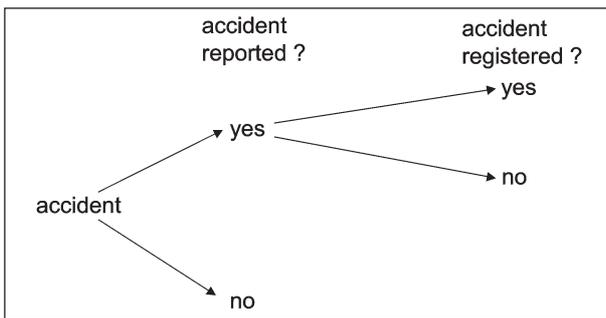 accident
reported ?
accident
registered ?
yes
yes
no
accident
no